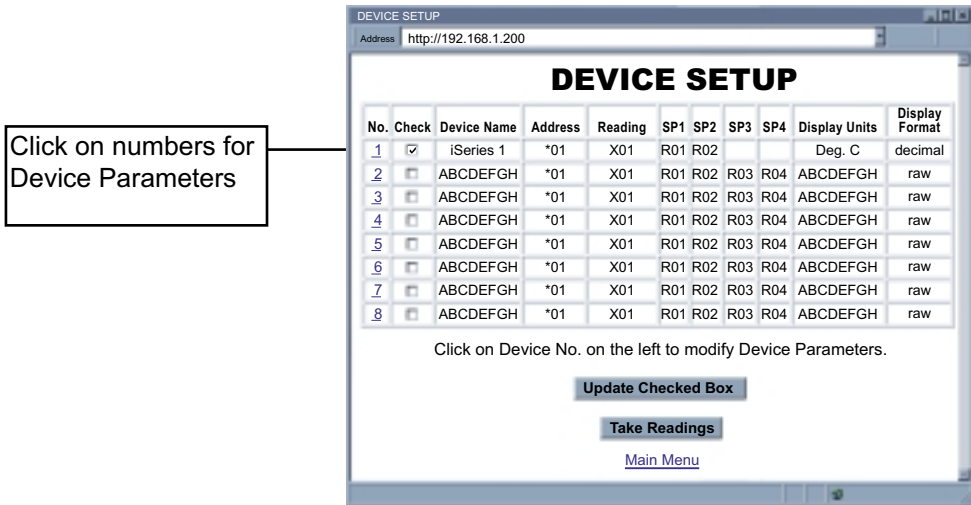 DEVICE SETUP
Address http://192.168.1.200
DEVICE SETUP
No. Check Device Name Address Reading SP1 SP2 SP3 SP4 Display Units Display Format
1 iSeries 1 *01 X01 R01 R02 Deg. C decimal
2 ABCDEFGH *01 X01 R01 R02 R03 R04 ABCDEFGH raw
3 ABCDEFGH *01 X01 R01 R02 R03 R04 ABCDEFGH raw
4 ABCDEFGH *01 X01 R01 R02 R03 R04 ABCDEFGH raw
5 ABCDEFGH *01 X01 R01 R02 R03 R04 ABCDEFGH raw
6 ABCDEFGH *01 X01 R01 R02 R03 R04 ABCDEFGH raw
7 ABCDEFGH *01 X01 R01 R02 R03 R04 ABCDEFGH raw
8 ABCDEFGH *01 X01 R01 R02 R03 R04 ABCDEFGH raw
Click on Device No. on the left to modify Device Parameters.
Update Checked Box
Take Readings
Main Menu
Click on numbers for
Device Parameters